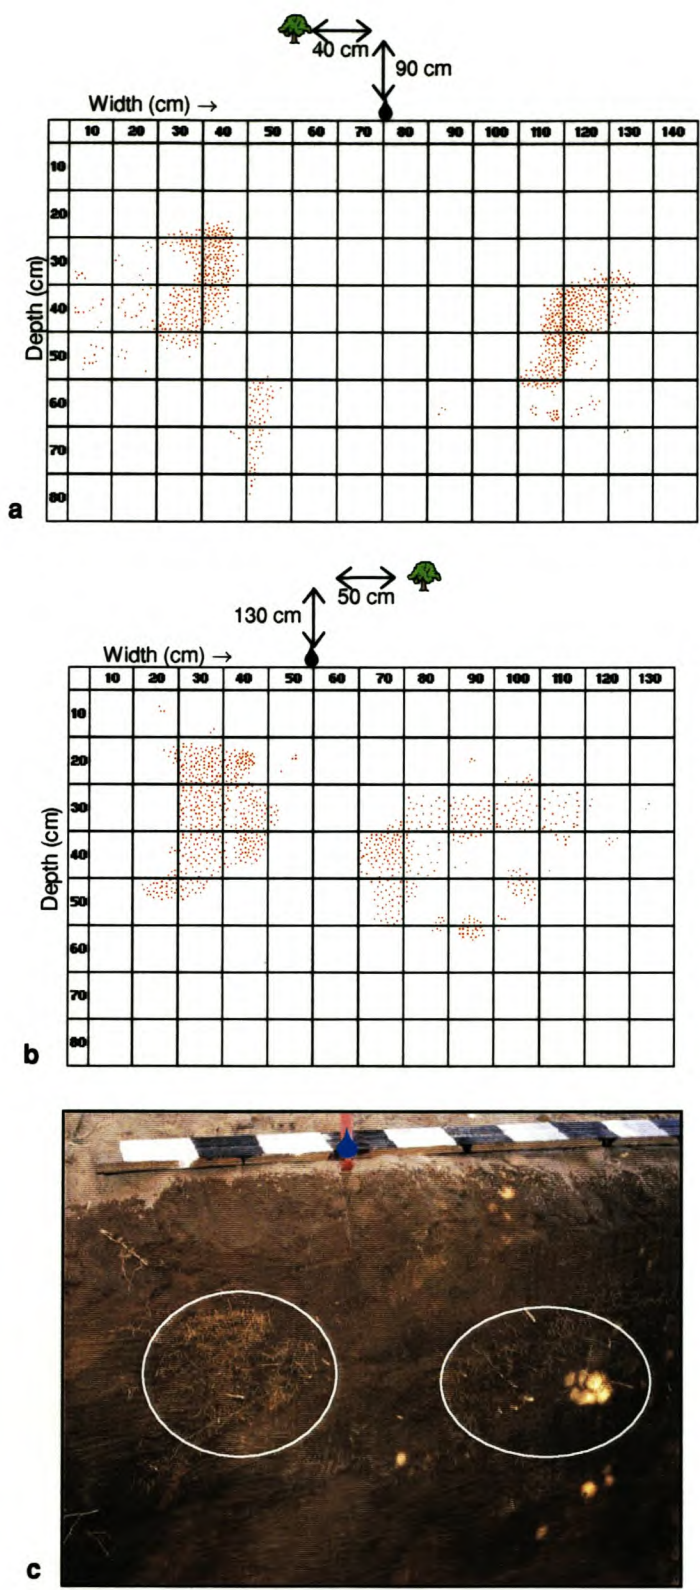 40 cm
90 cm
Width (cm) →
10 20 30 40 50 60 70 80 90 100 110 120 130 140
Depth (cm)
10
20
30
40
50
60
70
80
a
50 cm
130 cm
Width (cm) →
10 20 30 40 50 60 70 80 90 100 110 120 130
Depth (cm)
10
20
30
40
50
60
70
80
b
c